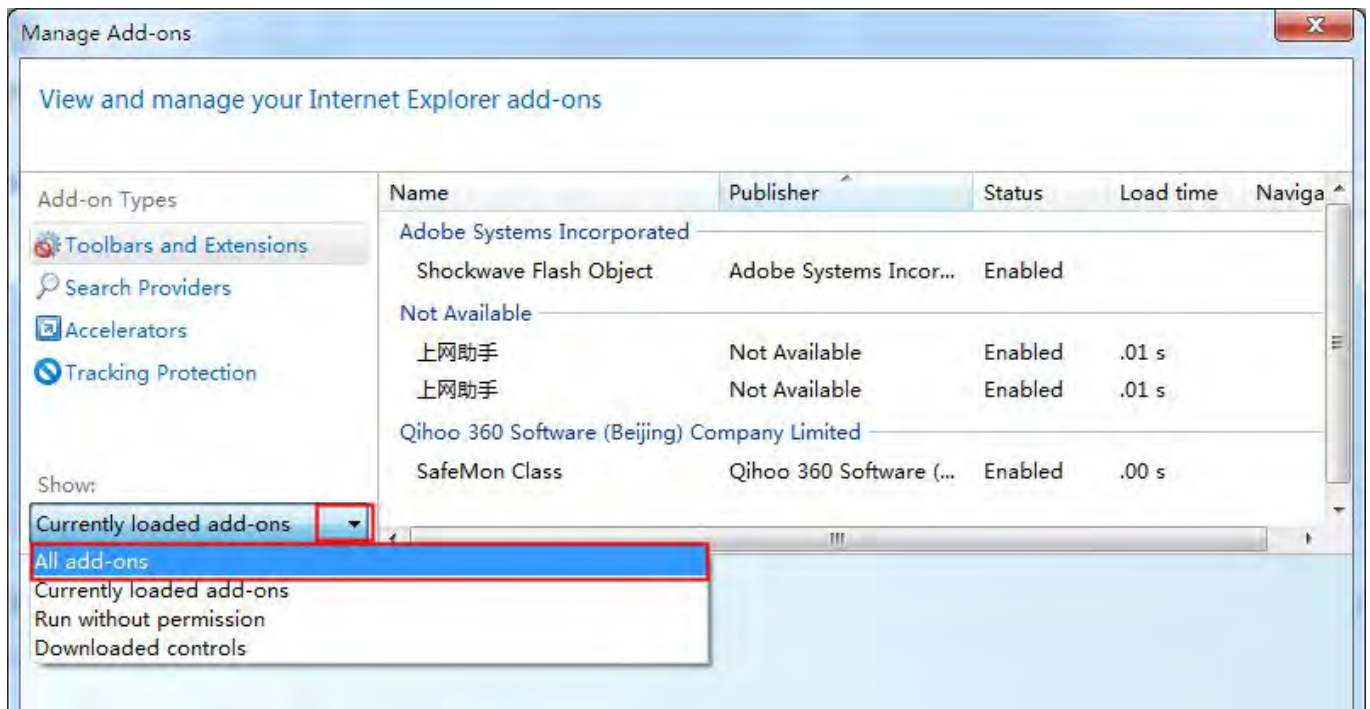 Manage Add-ons
View and manage your Internet Explorer add-ons
Add-on Types
Toolbars and Extensions
Search Providers
Accelerators
Tracking Protection
Name Publisher Status Load time Naviga
Adobe Systems Incorporated
Shockwave Flash Object Adobe Systems Incor... Enabled
Not Available
上网助手 Not Available Enabled .01 s
上网助手 Not Available Enabled .01 s
Qihoo 360 Software (Beijing) Company Limited
SafeMon Class Qihoo 360 Software (... Enabled .00 s
Show:
Currently loaded add-ons
All add-ons
Currently loaded add-ons
Run without permission
Downloaded controls